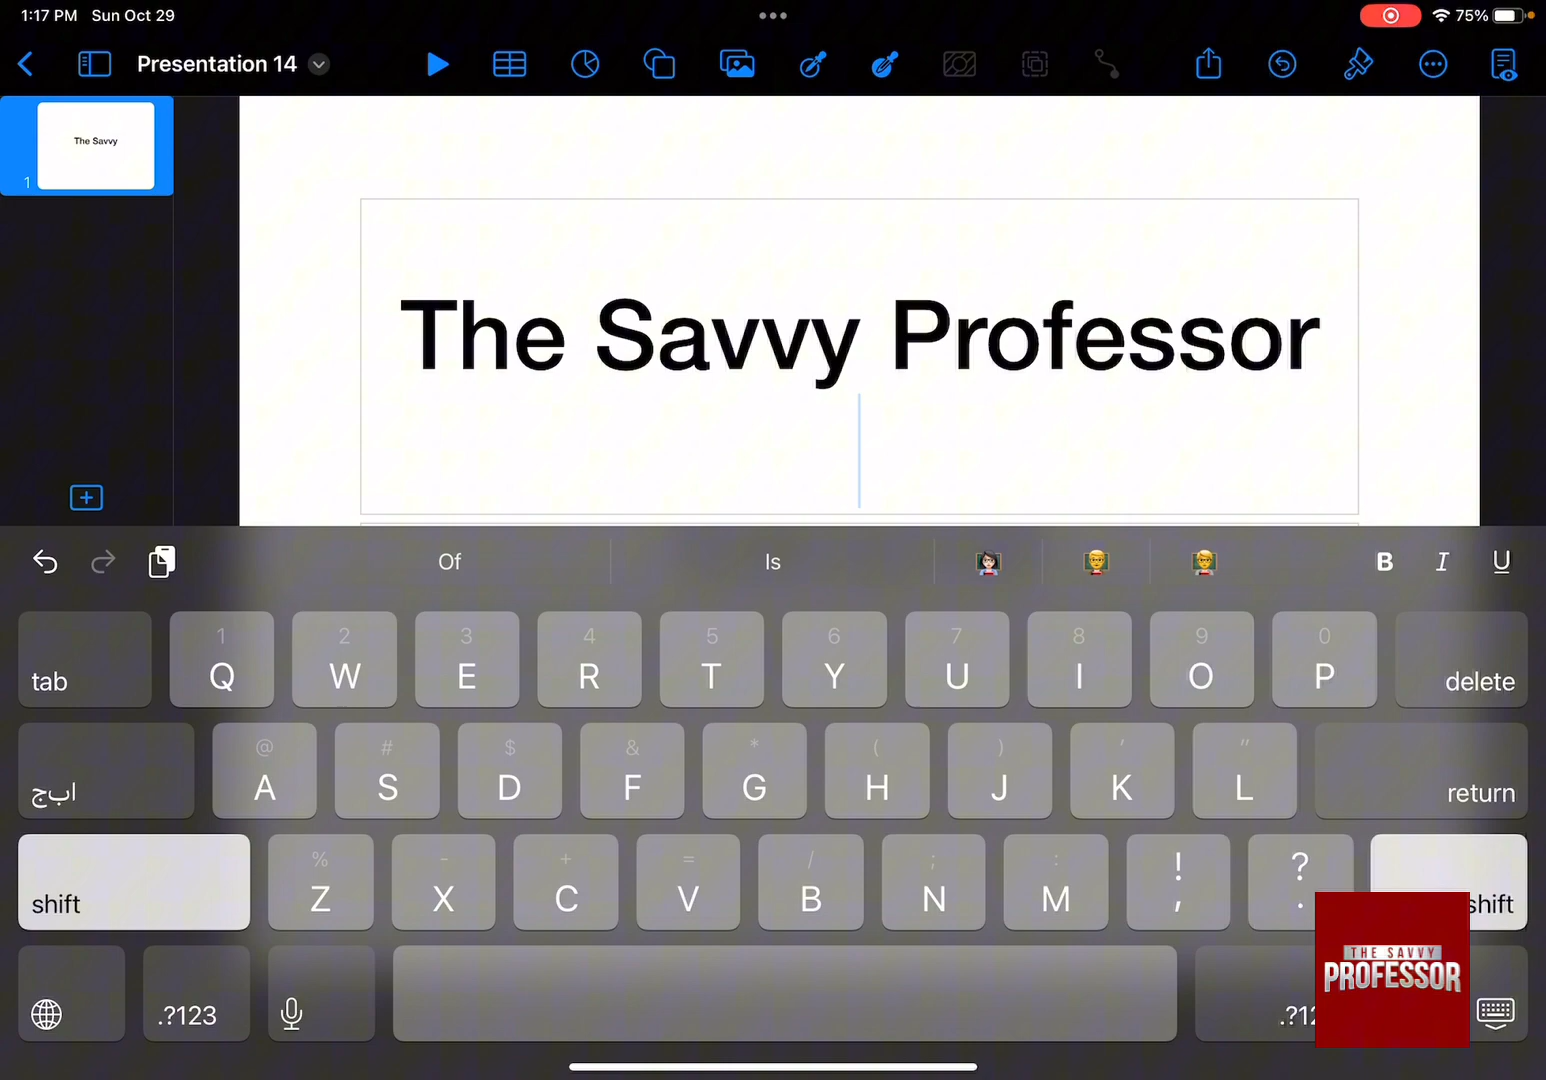 1:17 PM Sun Oct 29
75%
Presentation 14
The Savvy
1
The Savvy Professor
Of Is
B I U
1 2 3 4 5 6 7 8 9 0
tab Q W E R T Y U I O P delete
@ # $ & * ( ) ' "
ابج A S D F G H J K L return
% - + = / ; : ! ?
shift Z X C V B N M , . shift
.?123 .?12
THE SAVVY
PROFESSOR